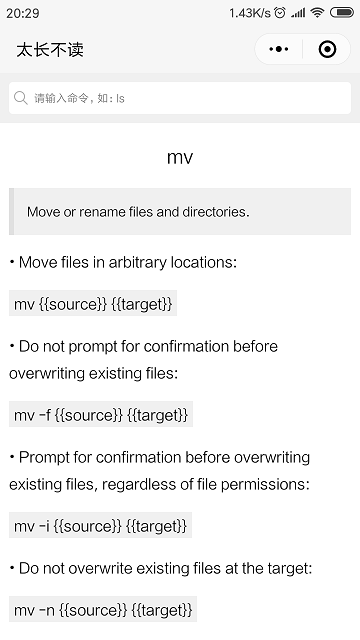 20:29
1.43K/s
太长不读
请输入命令，如：ls
mv
Move or rename files and directories.
• Move files in arbitrary locations:
mv {{source}} {{target}}
• Do not prompt for confirmation before
overwriting existing files:
mv -f {{source}} {{target}}
• Prompt for confirmation before overwriting
existing files, regardless of file permissions:
mv -i {{source}} {{target}}
• Do not overwrite existing files at the target:
mv -n {{source}} {{target}}